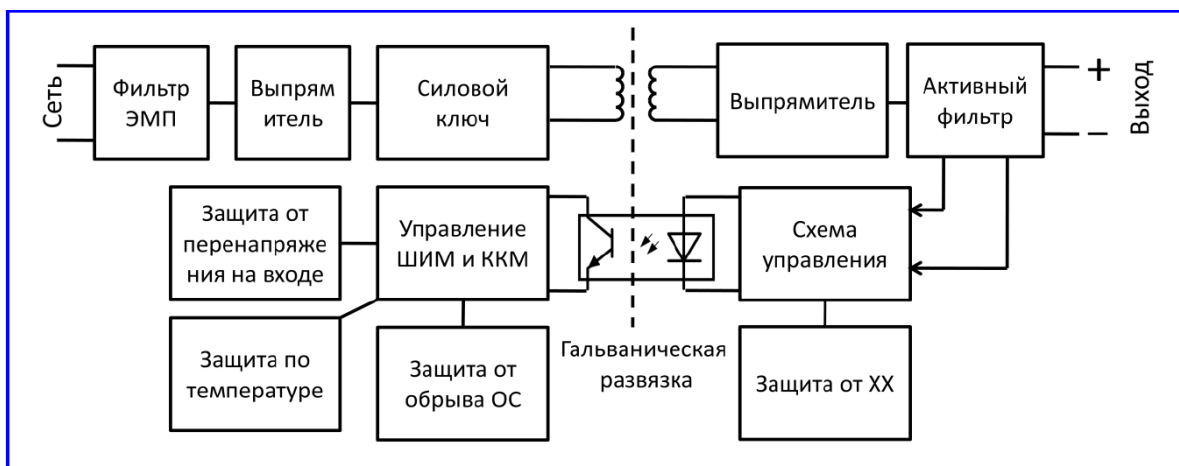 Сеть
Фильтр
ЭМП
Выпрям
итель
Силовой
ключ
Выпрямитель
Активный
фильтр
+
−
Выход
Защита от
перенапряже
ния на входе
Управление
ШИМ и ККМ
Схема
управления
Защита по
температуре
Защита от
обрыва ОС
Гальваническая
развязка
Защита от ХХ